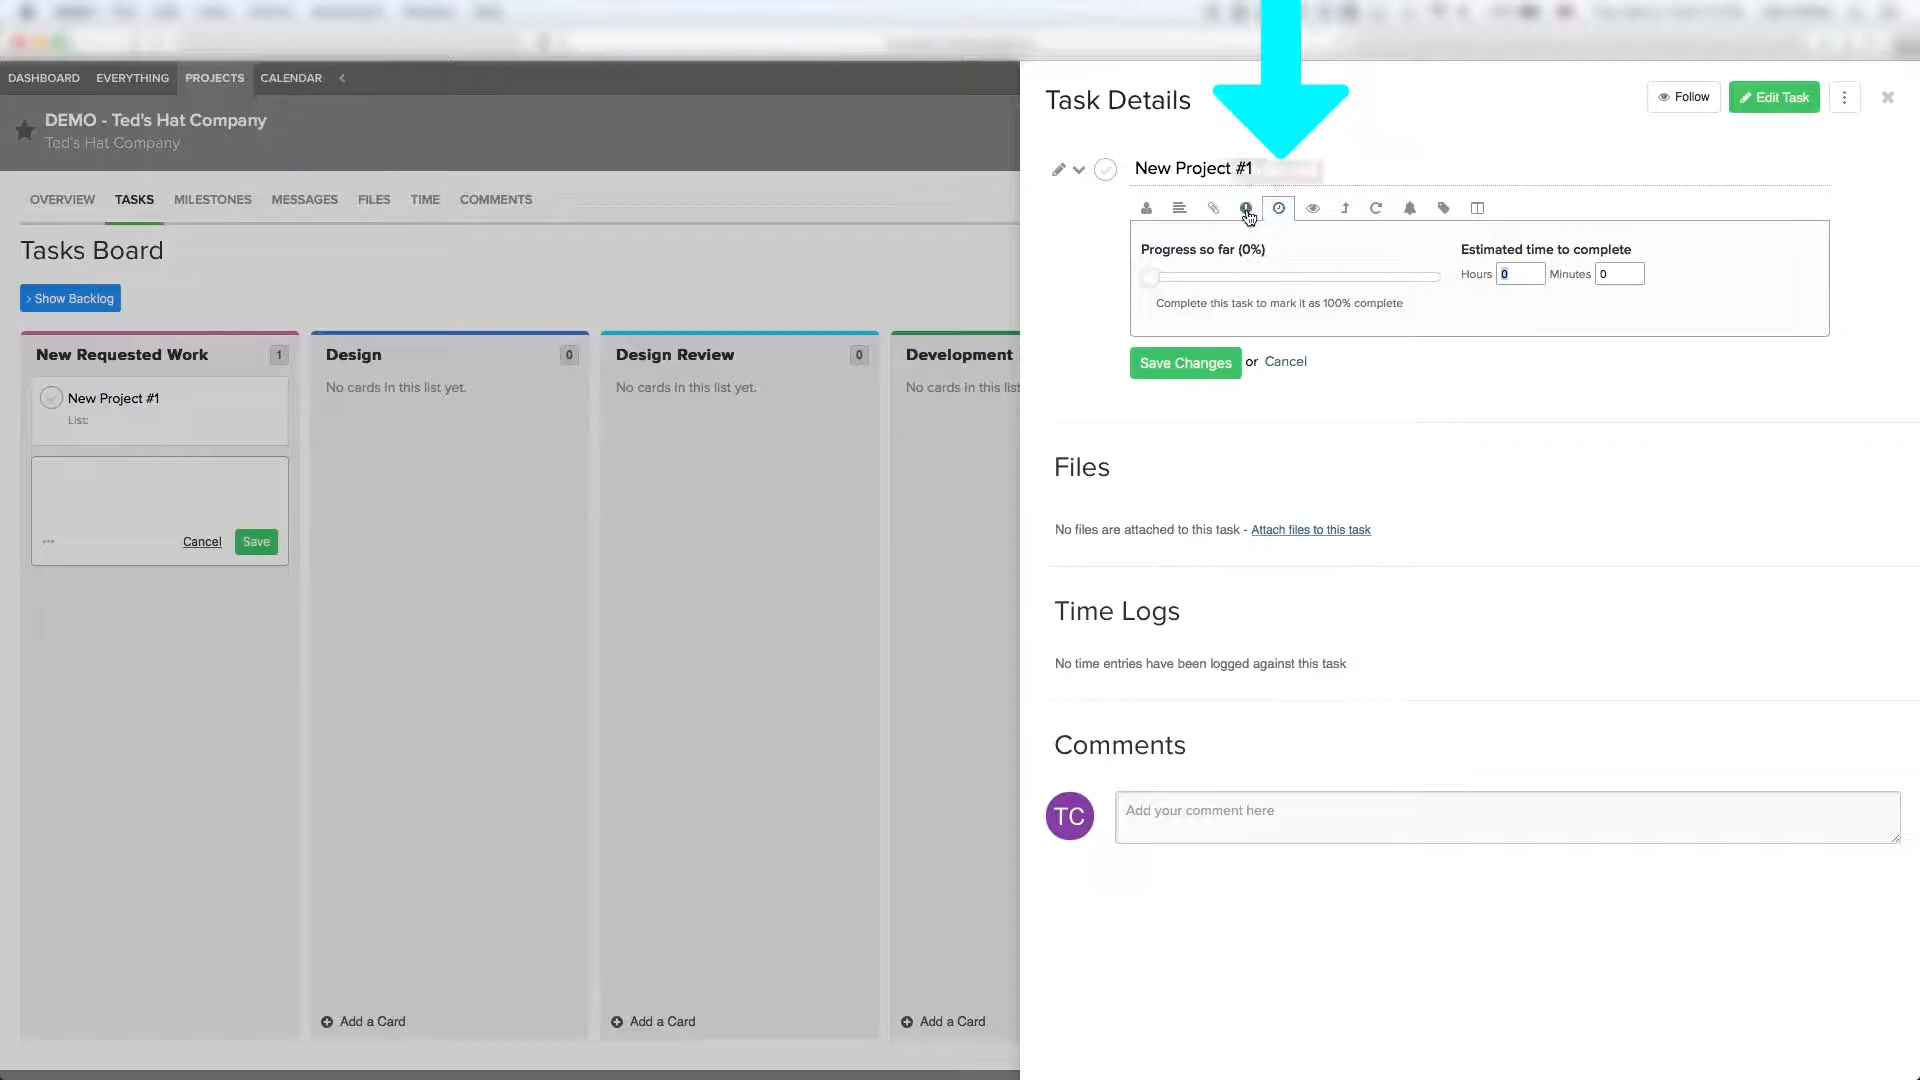 DASHBOARD EVERYTHING PROJECTS CALENDAR
DEMO - Ted's Hat Company
Ted's Hat Company
OVERVIEW TASKS MILESTONES MESSAGES FILES TIME COMMENTS
Tasks Board
> Show Backlog
New Requested Work 1
New Project #1
List:
Cancel Save
Design 0
No cards in this list yet.
Add a Card
Design Review 0
No cards in this list yet.
Add a Card
Development
No cards in this list
Add a Card
Task Details
Follow Edit Task
New Project #1
Progress so far (0%)
Complete this task to mark it as 100% complete
Estimated time to complete
Hours 0 Minutes 0
Save Changes or Cancel
Files
No files are attached to this task - Attach files to this task
Time Logs
No time entries have been logged against this task
Comments
TC
Add your comment here